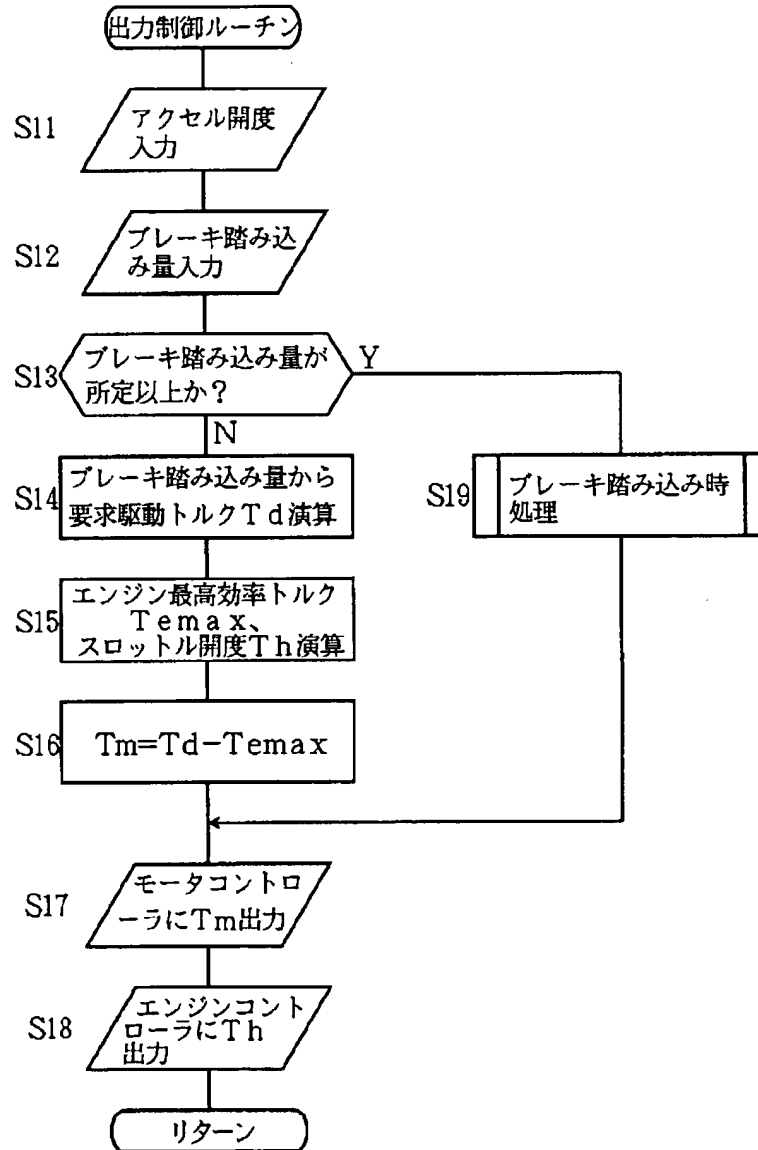 出力制御ルーチン
S11
アクセル開度
入力
S12
ブレーキ踏み込
み量入力
S13
ブレーキ踏み込み量が
所定以上か？
Y
N
S14
ブレーキ踏み込み量から
要求駆動トルクTd演算
S19
ブレーキ踏み込み時
処理
S15
エンジン最高効率トルク
Temax、
スロットル開度Th演算
S16
Tm=Td−Temax
S17
モータコントロ
ーラにTm出力
S18
エンジンコント
ローラにTh
出力
リターン